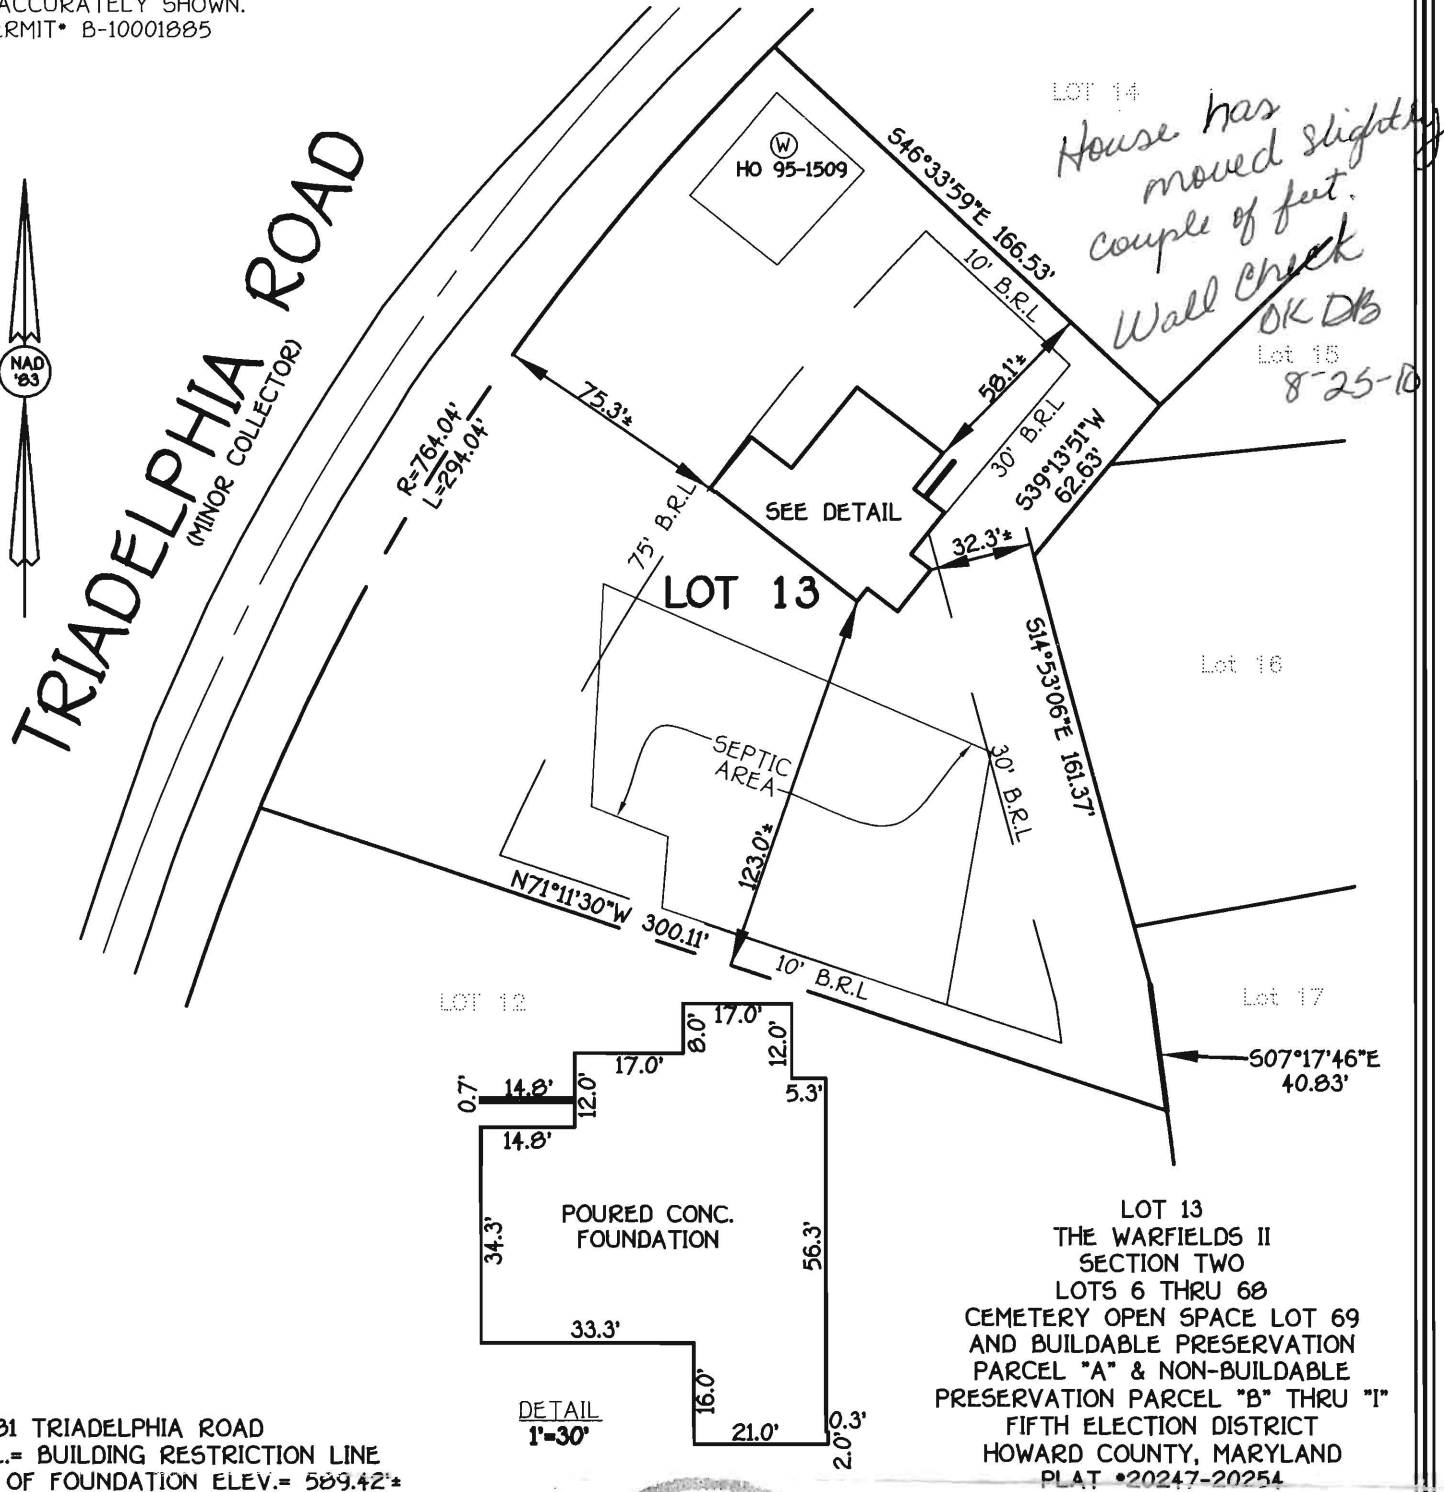 ACCURATELY SHOWN.
B-10001885
TRIADELPHIA ROAD
(MINOR COLLECTOR)
NAD
'83
W
HO 95-1509
LOT 14
House has
moved slightly
couple of feet.
Wall Check
OK DB
8-25-10
Lot 15
S46°33'59"E 166.53'
10' B.R.L
58.1'±
30' B.R.L
S39°13'51"W
62.63'
75.3'±
R=764.04'
L=294.04'
75' B.R.L
SEE DETAIL
32.3'±
LOT 13
S14°53'06"E 161.37'
Lot 16
SEPTIC
AREA
30' B.R.L
123.0'±
N71°11'30"W 300.11'
10' B.R.L
LOT 12
Lot 17
S07°17'46"E
40.83'
17.0'
8.0'
12.0'
17.0'
5.3'
0.7'
14.8'
12.0'
14.8'
POURED CONC.
FOUNDATION
34.3'
56.3'
33.3'
16.0'
21.0'
0.3'
2.0'
DETAIL
1"=30'
LOT 13
THE WARFIELDS II
SECTION TWO
LOTS 6 THRU 68
CEMETERY OPEN SPACE LOT 69
AND BUILDABLE PRESERVATION
PARCEL "A" & NON-BUILDABLE
PRESERVATION PARCEL "B" THRU "I"
FIFTH ELECTION DISTRICT
HOWARD COUNTY, MARYLAND
PLAT #20247-20254
31 TRIADELPHIA ROAD
.= BUILDING RESTRICTION LINE
OF FOUNDATION ELEV.= 589.42'±